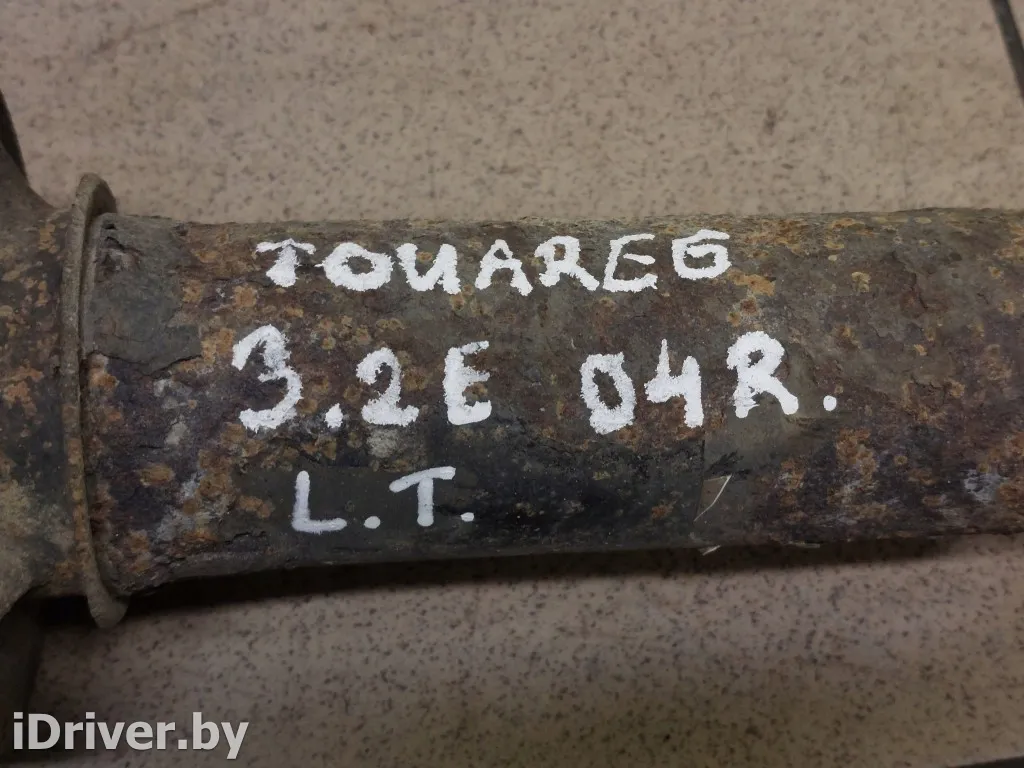 TOUAREG
3.2E 04R.
L.T.
iDriver.by